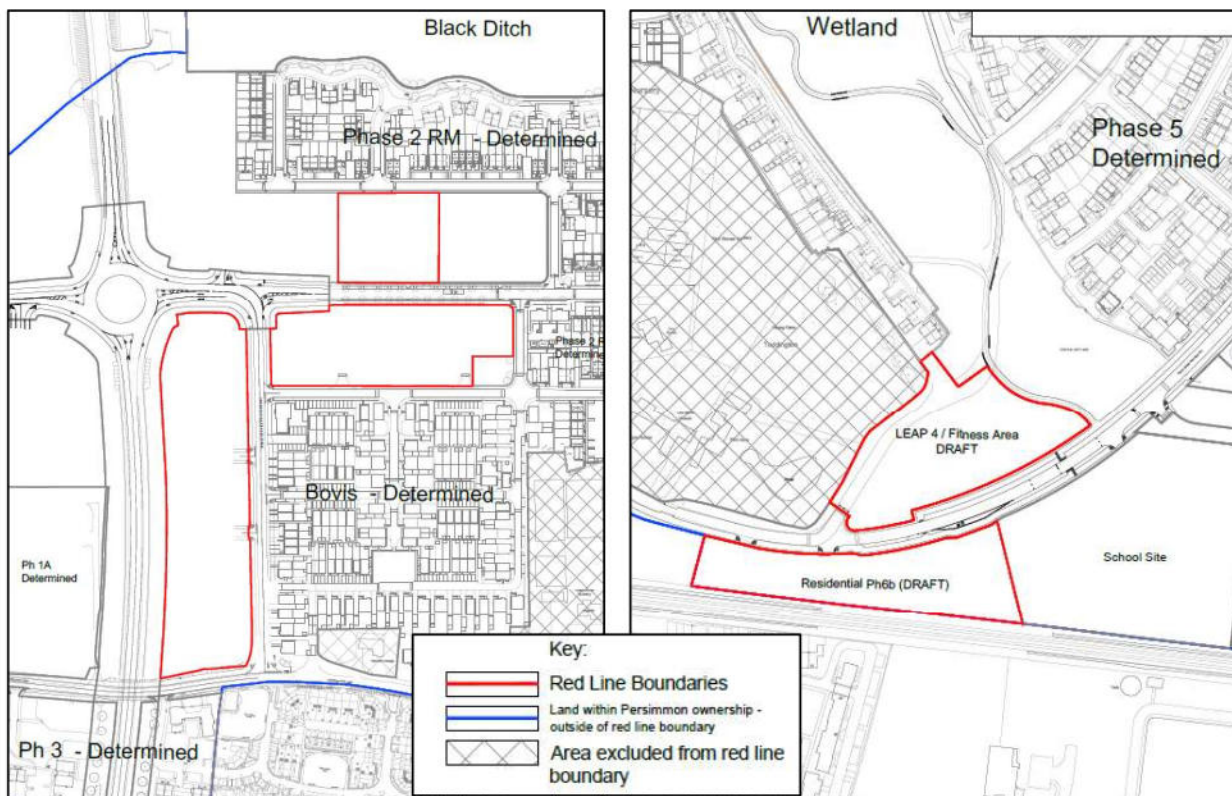 Black Ditch
Phase 2 RM - Determined
Phase 2 R
Determine
Bovis - Determined
Ph 1A
Determined
Ph 3 - Determined
Wetland
Phase 5
Determined
LEAP 4 / Fitness Area
DRAFT
School Site
Residential Ph6b (DRAFT)
Key:
Red Line Boundaries
Land within Persimmon ownership -
outside of red line boundary
Area excluded from red line
boundary